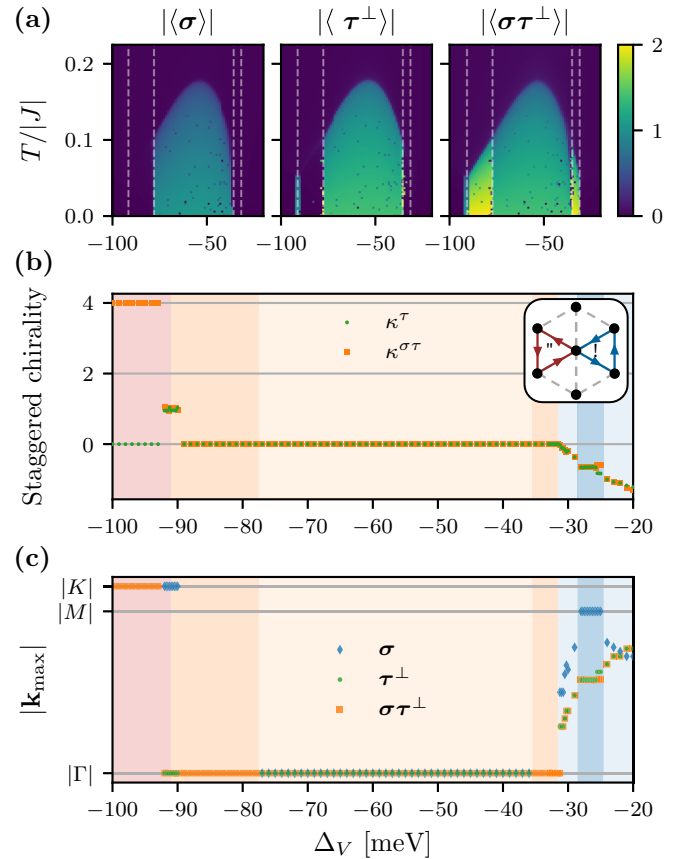 (a)
|⟨σ⟩| |⟨ τ⊥⟩| |⟨στ⊥⟩|
T/|J|
0.2
0.1
0.0
−100 −50 −100 −50 −100 −50
2
1
0
(b)
Staggered chirality
4
2
0
κ^τ
κ^{στ}
" !
−100 −90 −80 −70 −60 −50 −40 −30 −20
(c)
|k_max|
|K|
|M|
|Γ|
σ
τ⊥
στ⊥
−100 −90 −80 −70 −60 −50 −40 −30 −20
Δ_V [meV]